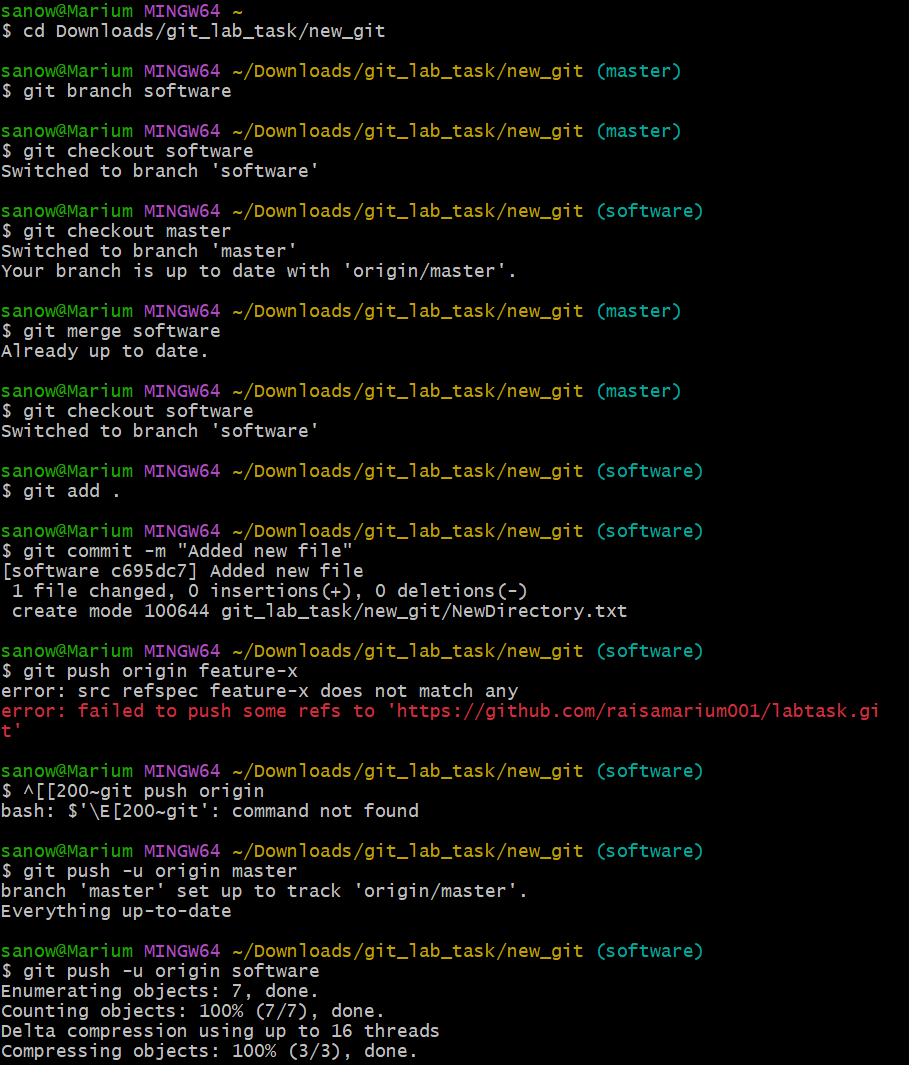 sanow@Marium MINGW64 ~
$ cd Downloads/git_lab_task/new_git
sanow@Marium MINGW64 ~/Downloads/git_lab_task/new_git (master)
$ git branch software
sanow@Marium MINGW64 ~/Downloads/git_lab_task/new_git (master)
$ git checkout software
Switched to branch 'software'
sanow@Marium MINGW64 ~/Downloads/git_lab_task/new_git (software)
$ git checkout master
Switched to branch 'master'
Your branch is up to date with 'origin/master'.
sanow@Marium MINGW64 ~/Downloads/git_lab_task/new_git (master)
$ git merge software
Already up to date.
sanow@Marium MINGW64 ~/Downloads/git_lab_task/new_git (master)
$ git checkout software
Switched to branch 'software'
sanow@Marium MINGW64 ~/Downloads/git_lab_task/new_git (software)
$ git add .
sanow@Marium MINGW64 ~/Downloads/git_lab_task/new_git (software)
$ git commit -m "Added new file"
[software c695dc7] Added new file
 1 file changed, 0 insertions(+), 0 deletions(-)
 create mode 100644 git_lab_task/new_git/NewDirectory.txt
sanow@Marium MINGW64 ~/Downloads/git_lab_task/new_git (software)
$ git push origin feature-x
error: src refspec feature-x does not match any
error: failed to push some refs to 'https://github.com/raisamarium001/labtask.gi
t'
sanow@Marium MINGW64 ~/Downloads/git_lab_task/new_git (software)
$ ^[[200~git push origin
bash: $'\E[200~git': command not found
sanow@Marium MINGW64 ~/Downloads/git_lab_task/new_git (software)
$ git push -u origin master
branch 'master' set up to track 'origin/master'.
Everything up-to-date
sanow@Marium MINGW64 ~/Downloads/git_lab_task/new_git (software)
$ git push -u origin software
Enumerating objects: 7, done.
Counting objects: 100% (7/7), done.
Delta compression using up to 16 threads
Compressing objects: 100% (3/3), done.